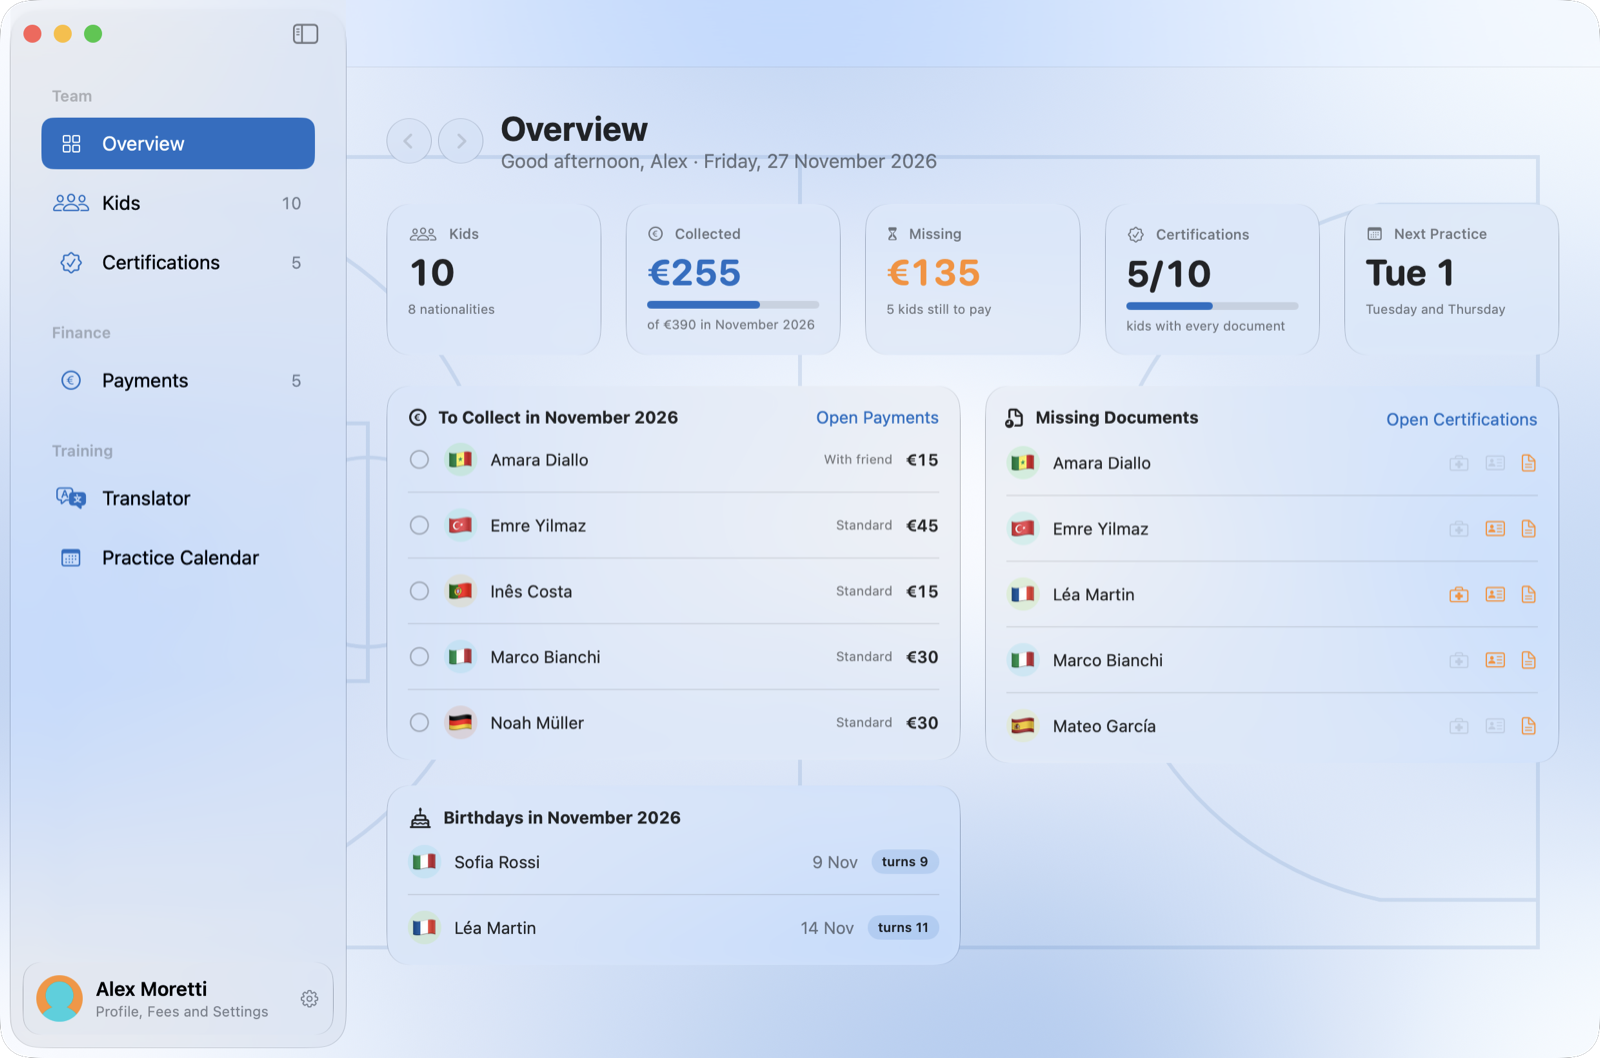 Team
Overview
Kids 10
Certifications 5
Finance
Payments 5
Training
Translator
Practice Calendar
Alex Moretti
Profile, Fees and Settings
Overview
Good afternoon, Alex · Friday, 27 November 2026
Kids
10
8 nationalities
Collected
€255
of €390 in November 2026
Missing
€135
5 kids still to pay
Certifications
5/10
kids with every document
Next Practice
Tue 1
Tuesday and Thursday
To Collect in November 2026 Open Payments
Amara Diallo With friend €15
Emre Yilmaz Standard €45
Inês Costa Standard €15
Marco Bianchi Standard €30
Noah Müller Standard €30
Missing Documents Open Certifications
Amara Diallo
Emre Yilmaz
Léa Martin
Marco Bianchi
Mateo García
Birthdays in November 2026
Sofia Rossi 9 Nov turns 9
Léa Martin 14 Nov turns 11